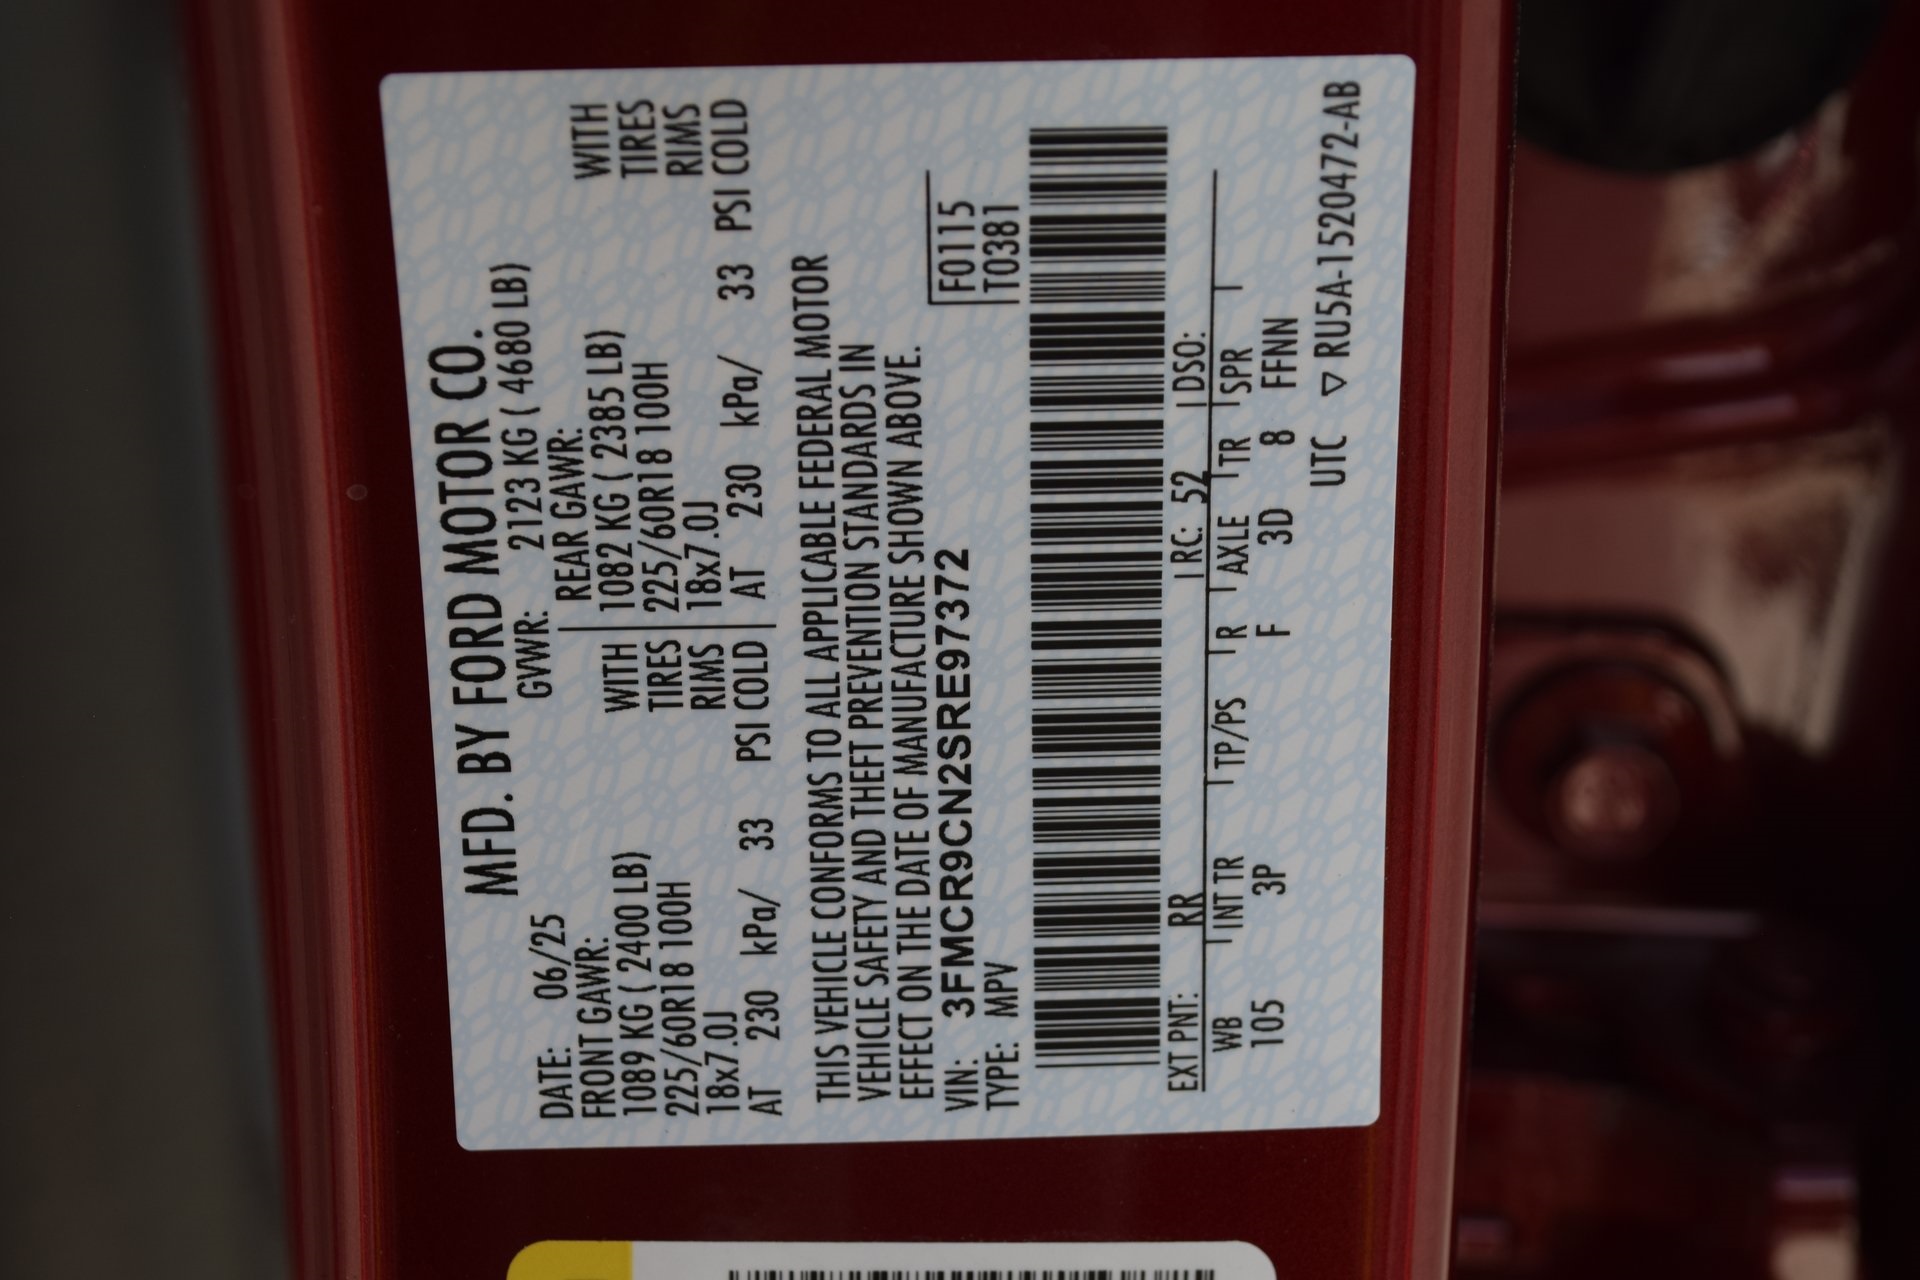 MFD. BY FORD MOTOR CO.
DATE: 06/25 GVWR: 2123 KG ( 4680 LB)
FRONT GAWR: REAR GAWR:
1089 KG ( 2400 LB) WITH 1082 KG ( 2385 LB) WITH
225/60R18 100H TIRES 225/60R18 100H TIRES
18x7.0J RIMS 18x7.0J RIMS
AT 230 kPa/ 33 PSI COLD AT 230 kPa/ 33 PSI COLD
THIS VEHICLE CONFORMS TO ALL APPLICABLE FEDERAL MOTOR
VEHICLE SAFETY AND THEFT PREVENTION STANDARDS IN
EFFECT ON THE DATE OF MANUFACTURE SHOWN ABOVE.
VIN: 3FMCR9CN2SRE97372 F0115
TYPE: MPV T0381
EXT PNT: RR RC: 52 DSO:
WB INT TR TP/PS R AXLE TR SPR
105 3P F 3D 8 FFNN
UTC ▽ RU5A-1520472-AB